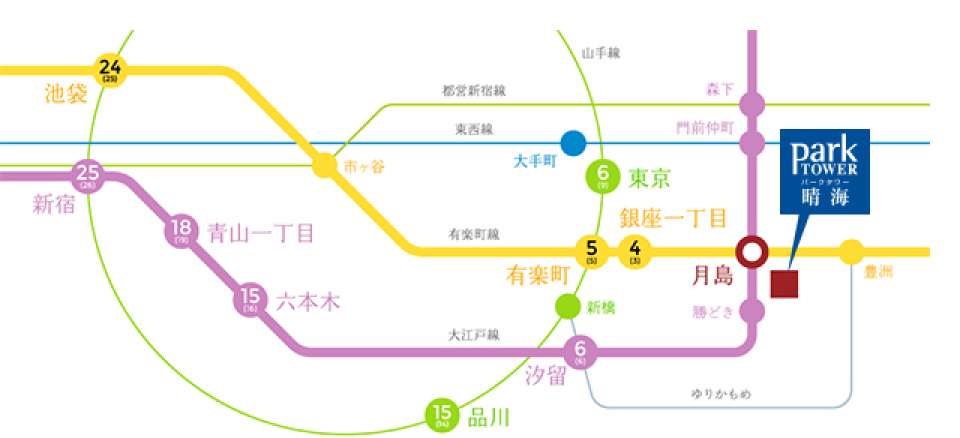 山手線
24
(25)
池袋
都営新宿線
森下
東西線
門前仲町
大手町
市ヶ谷
park
TOWER
パークタワー
晴海
25
(26)
新宿
6
(9)
東京
銀座一丁目
18
(19)
青山一丁目
有楽町線
5
(5)
4
(3)
有楽町
月島
豊洲
15
(16)
六本木
新橋
勝どき
大江戸線
6
(6)
汐留
ゆりかもめ
15
(14)
品川